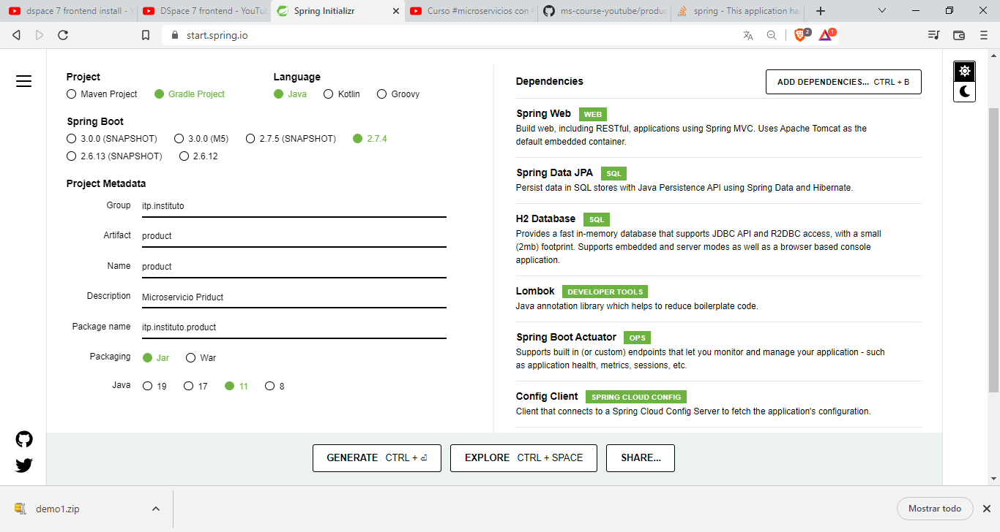 dspace 7 frontend install - Y
DSpace 7 frontend - YouTu
Spring Initializr
Curso #microservicios con #
ms-course-youtube/produc
spring - This application ha
start.spring.io
2
1
Project
Maven Project
Gradle Project
Language
Java
Kotlin
Groovy
Spring Boot
3.0.0 (SNAPSHOT)
3.0.0 (M5)
2.7.5 (SNAPSHOT)
2.7.4
2.6.13 (SNAPSHOT)
2.6.12
Project Metadata
Group itp.instituto
Artifact product
Name product
Description Microservicio Priduct
Package name itp.instituto.product
Packaging Jar War
Java 19 17 11 8
Dependencies
ADD DEPENDENCIES... CTRL + B
Spring Web WEB
Build web, including RESTful, applications using Spring MVC. Uses Apache Tomcat as the
default embedded container.
Spring Data JPA SQL
Persist data in SQL stores with Java Persistence API using Spring Data and Hibernate.
H2 Database SQL
Provides a fast in-memory database that supports JDBC API and R2DBC access, with a small
(2mb) footprint. Supports embedded and server modes as well as a browser based console
application.
Lombok DEVELOPER TOOLS
Java annotation library which helps to reduce boilerplate code.
Spring Boot Actuator OPS
Supports built in (or custom) endpoints that let you monitor and manage your application - such
as application health, metrics, sessions, etc.
Config Client SPRING CLOUD CONFIG
Client that connects to a Spring Cloud Config Server to fetch the application's configuration.
GENERATE CTRL + ⏎
EXPLORE CTRL + SPACE
SHARE...
demo1.zip
Mostrar todo